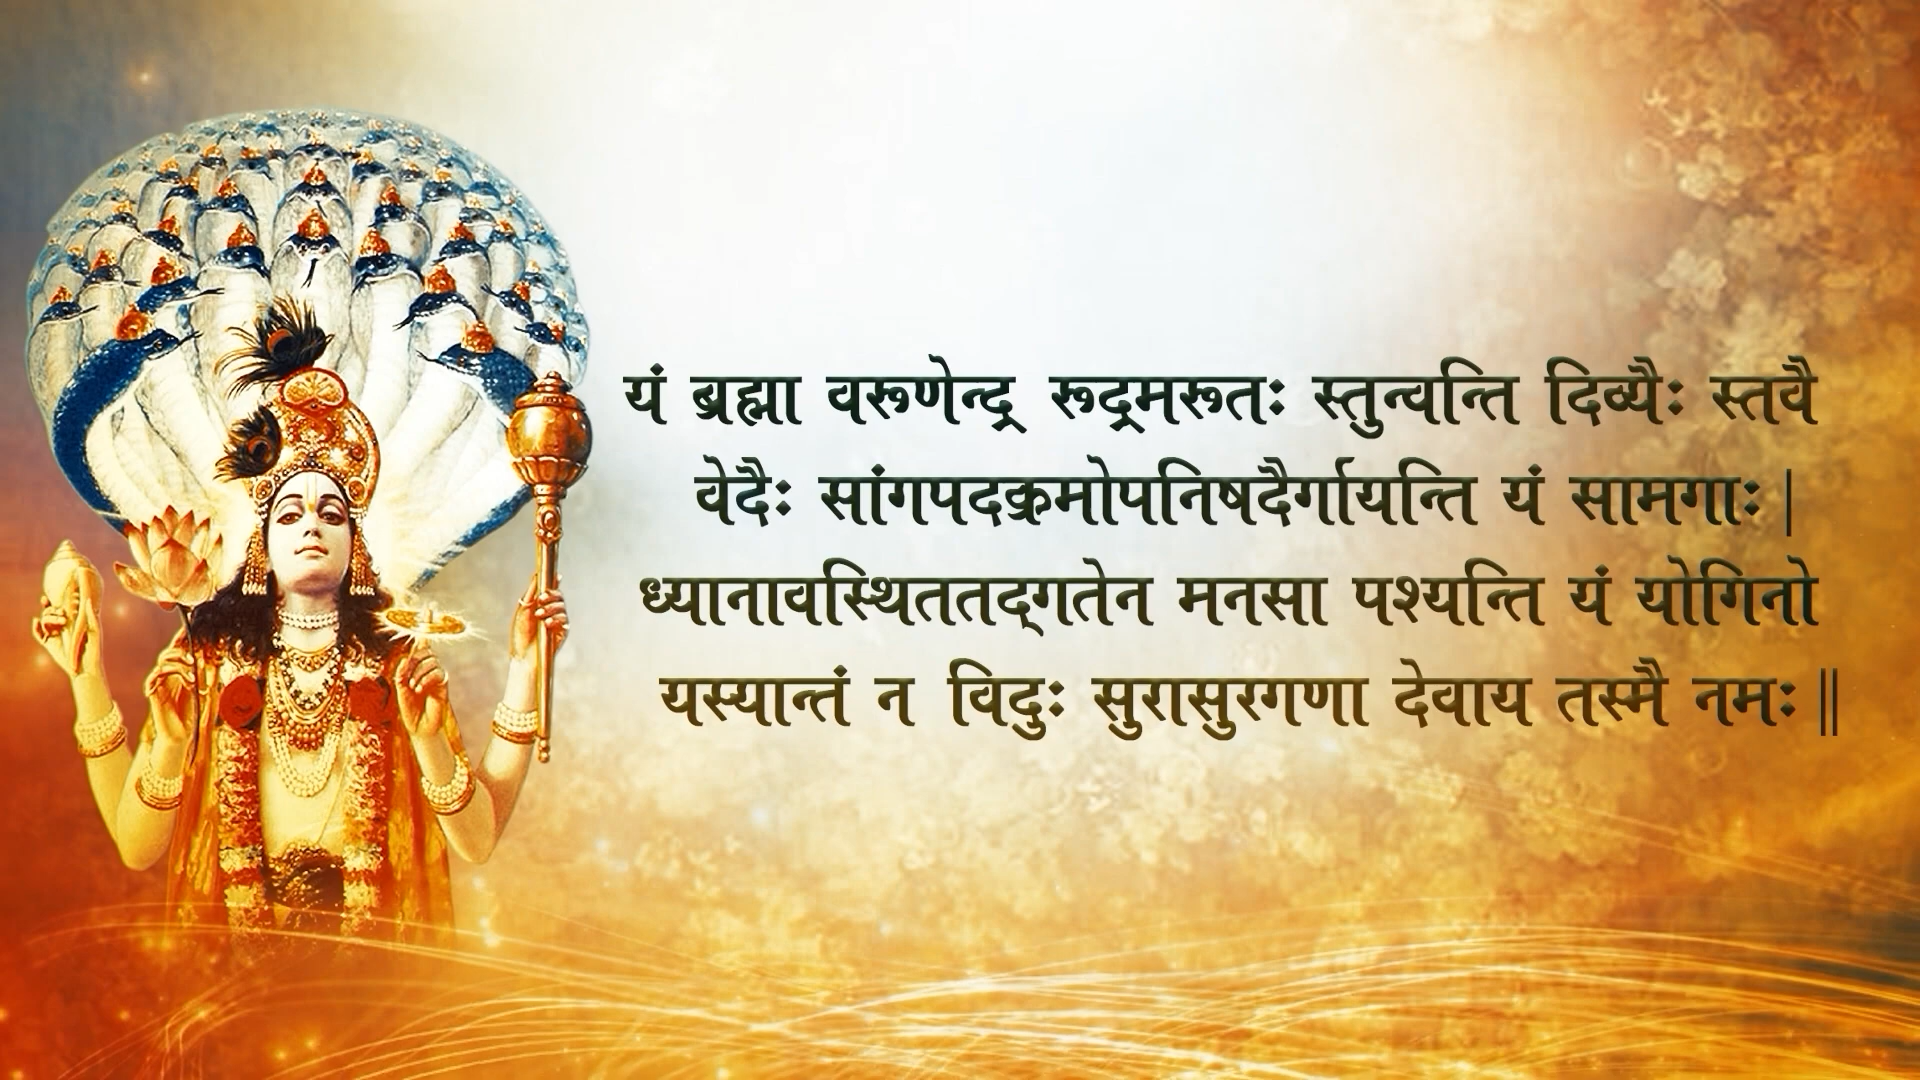 यं ब्रह्मा वरूणेन्द्र रूद्रमरूतः स्तुन्वन्ति दिव्यैः स्तवै
वेदैः सांगपदक्रमोपनिषदैर्गायन्ति यं सामगाः |
ध्यानावस्थिततद्‌गतेन मनसा पश्यन्ति यं योगिनो
यस्यान्तं न विदुः सुरासुरगणा देवाय तस्मै नमः ||